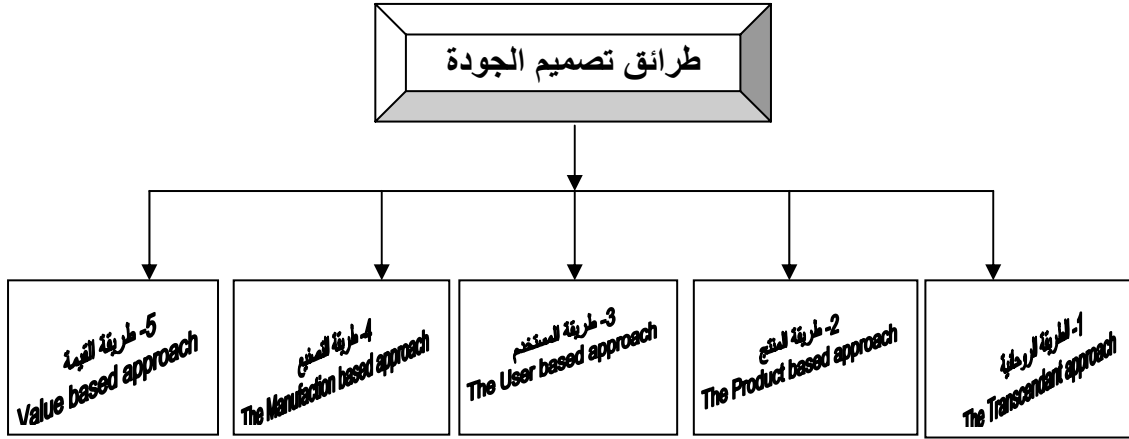 طرائق تصميم الجودة
1- الطريقة الروحانية
The Transcendant approach
2- طريقة المنتج
The Product based approach
3- طريقة المستخدم
The User based approach
4- طريقة التصنيع
The Manufaction based approach
5- طريقة القيمة
Value based approach